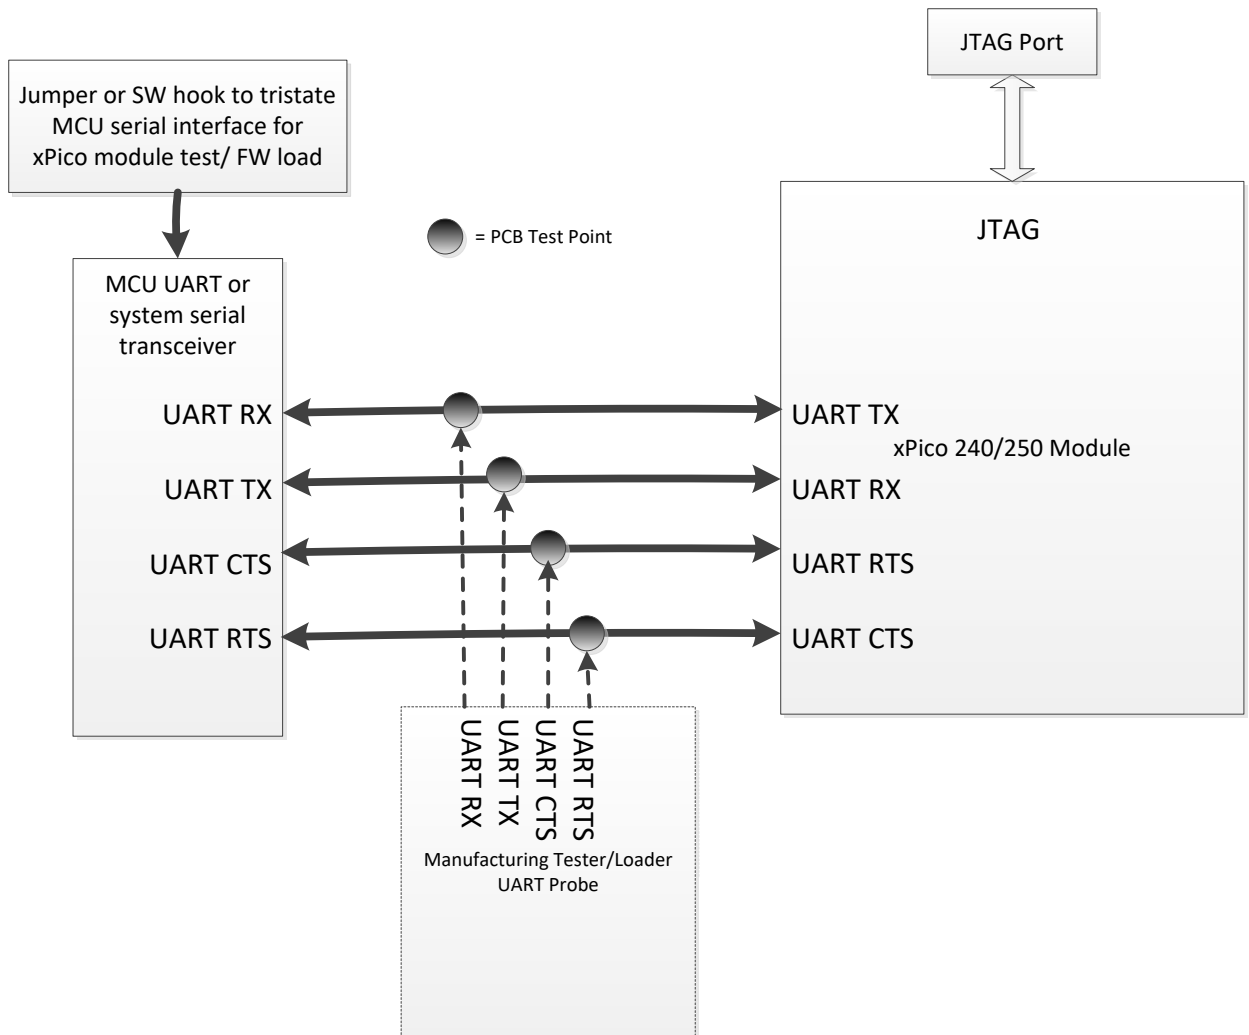 JTAG Port
Jumper or SW hook to tristate
MCU serial interface for
xPico module test/ FW load
= PCB Test Point
JTAG
MCU UART or
system serial
transceiver
UART RX
UART TX
UART TX
UART RX
xPico 240/250 Module
UART CTS
UART RTS
UART RTS
UART CTS
UART RX
UART TX
UART CTS
UART RTS
Manufacturing Tester/Loader
UART Probe